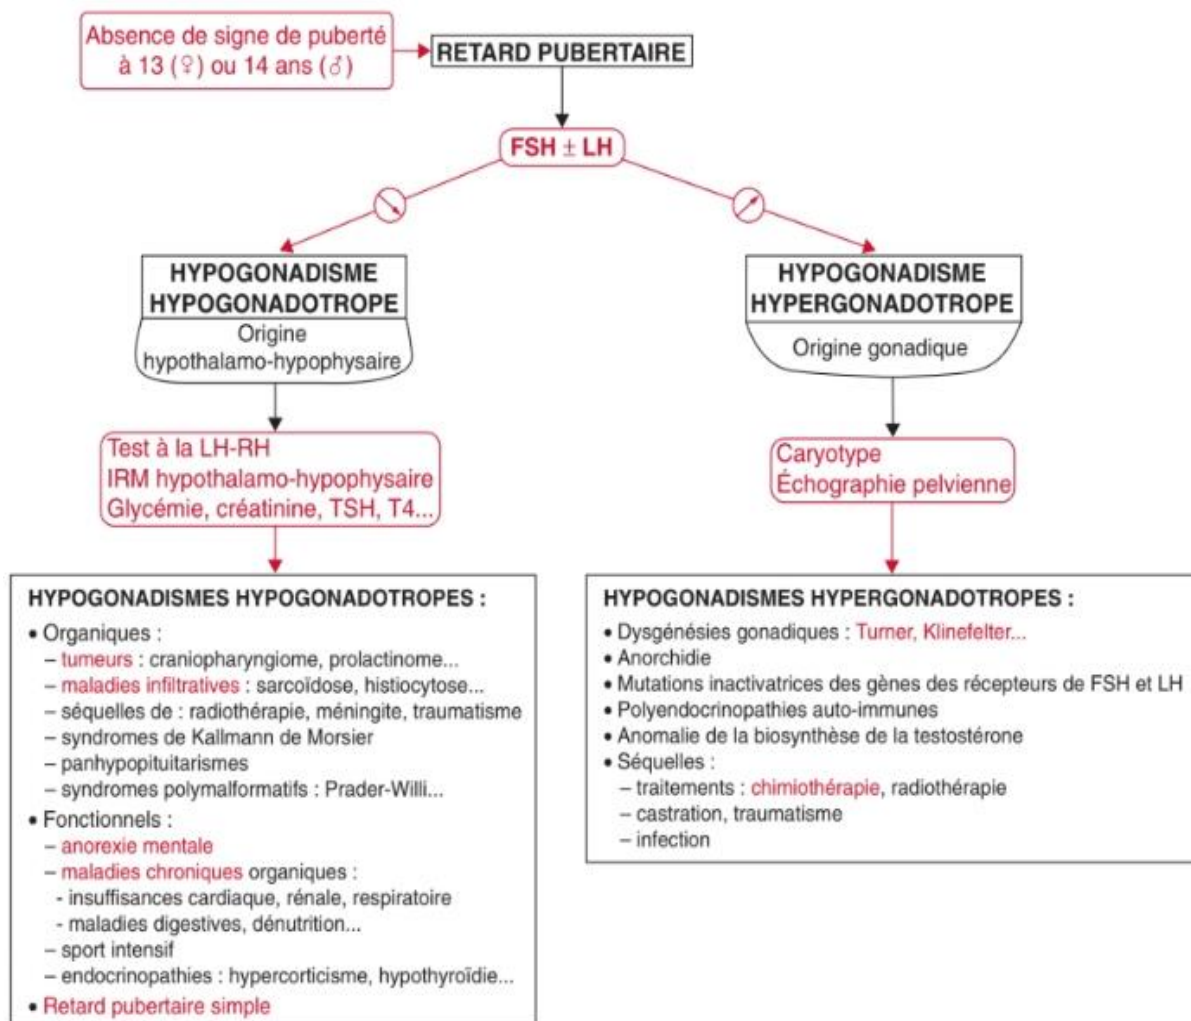 Absence de signe de puberté
à 13 (♀) ou 14 ans (♂)
RETARD PUBERTAIRE
FSH ± LH
HYPOGONADISME
HYPOGONADOTROPE
Origine
hypothalamo-hypophysaire
HYPOGONADISME
HYPERGONADOTROPE
Origine gonadique
Test à la LH-RH
IRM hypothalamo-hypophysaire
Glycémie, créatinine, TSH, T4...
Caryotype
Échographie pelvienne
HYPOGONADISMES HYPOGONADOTROPES :
• Organiques :
– tumeurs : craniopharyngiome, prolactinome...
– maladies infiltratives : sarcoïdose, histiocytose...
– séquelles de : radiothérapie, méningite, traumatisme
– syndromes de Kallmann de Morsier
– panhypopituitarismes
– syndromes polymalformatifs : Prader-Willi...
• Fonctionnels :
– anorexie mentale
– maladies chroniques organiques :
- insuffisances cardiaque, rénale, respiratoire
- maladies digestives, dénutrition...
– sport intensif
– endocrinopathies : hypercorticisme, hypothyroïdie...
• Retard pubertaire simple
HYPOGONADISMES HYPERGONADOTROPES :
• Dysgénésies gonadiques : Turner, Klinefelter...
• Anorchidie
• Mutations inactivatrices des gènes des récepteurs de FSH et LH
• Polyendocrinopathies auto-immunes
• Anomalie de la biosynthèse de la testostérone
• Séquelles :
– traitements : chimiothérapie, radiothérapie
– castration, traumatisme
– infection